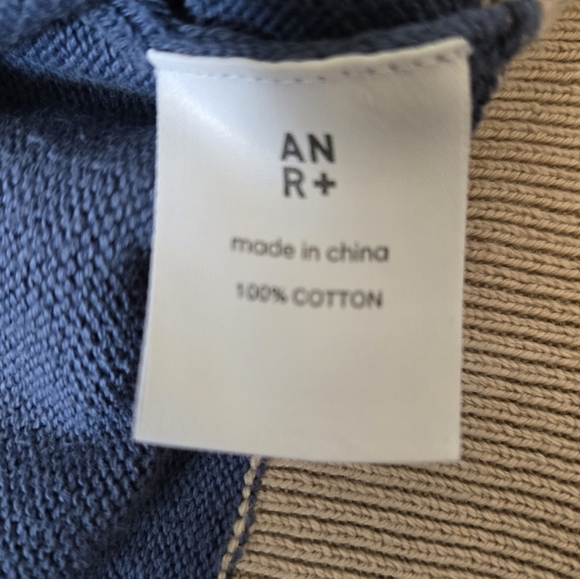 AN
R+
made in china
100% COTTON